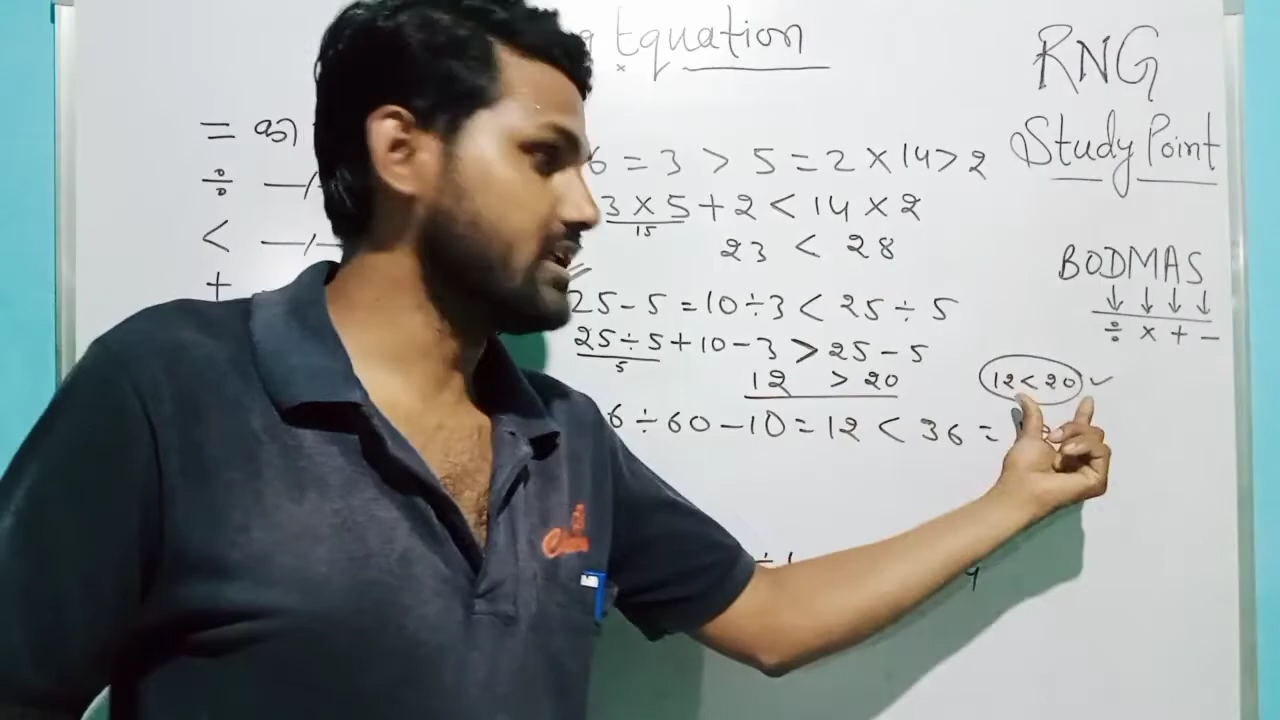 Equation
RNG
Study Point
= का
÷
<
+
6 = 3 > 5 = 2 × 14 > 2
3 × 5 + 2 < 14 × 2
15
23 < 28
BODMAS
↓ ↓ ↓ ↓
÷ × + -
25 - 5 = 10 ÷ 3 < 25 ÷ 5
25 ÷ 5 + 10 - 3 > 25 - 5
5
12 > 20
12 < 20 ✓
6 ÷ 60 - 10 = 12 < 36 =